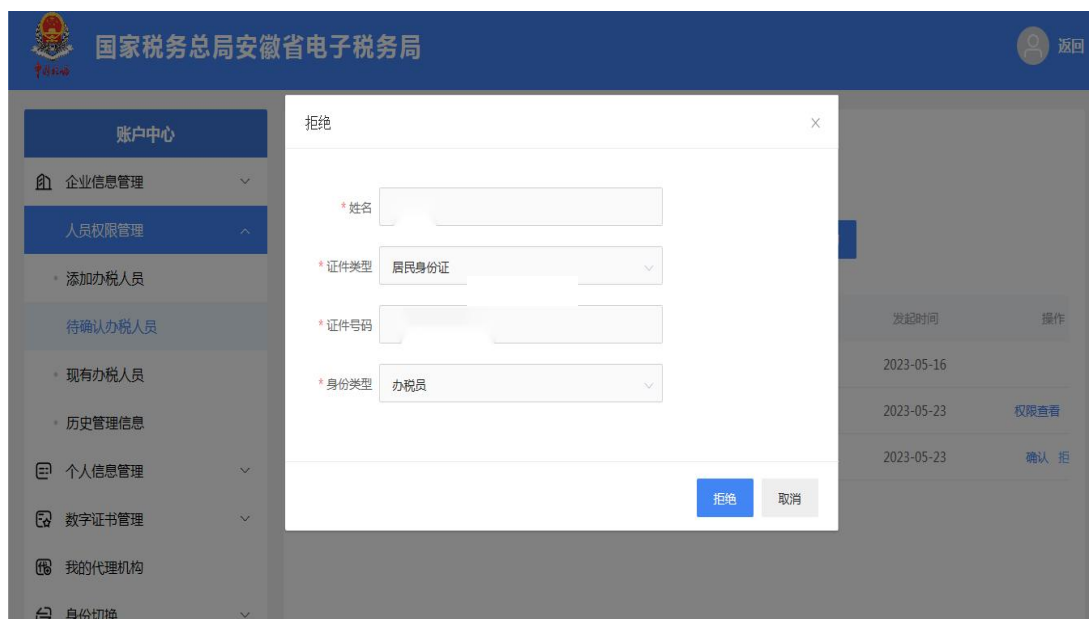 国家税务总局安徽省电子税务局
返回
账户中心
企业信息管理
人员权限管理
添加办税人员
待确认办税人员
现有办税人员
历史管理信息
个人信息管理
数字证书管理
我的代理机构
身份切换
拒绝
* 姓名
* 证件类型 居民身份证
* 证件号码
* 身份类型 办税员
拒绝 取消
发起时间 操作
2023-05-16
2023-05-23 权限查看
2023-05-23 确认 拒